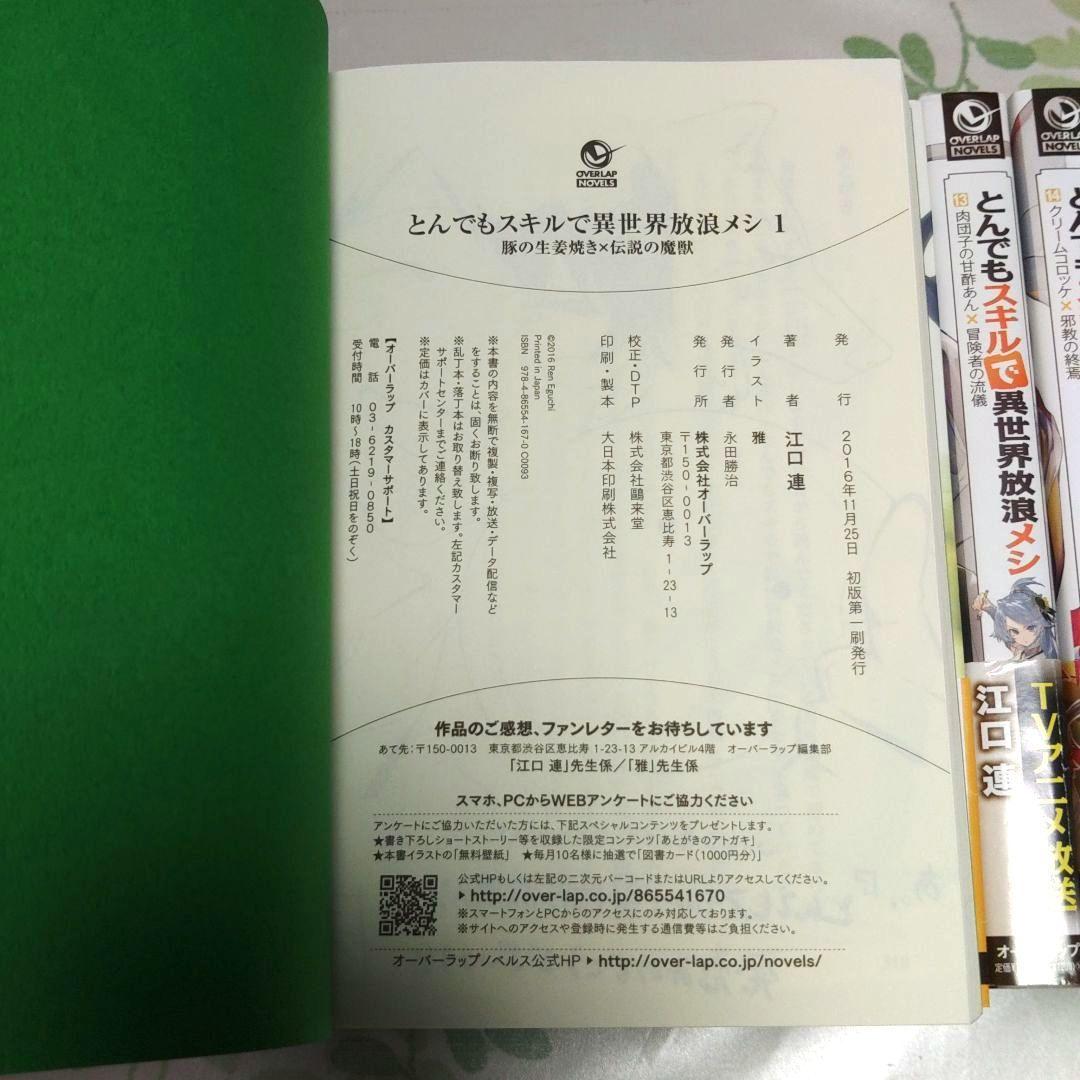 OVERLAP
NOVELS
とんでもスキルで異世界放浪メシ 1
豚の生姜焼き×伝説の魔獣
発行 2016年11月25日 初版第一刷発行
著者 江口 連
イラスト 雅
発行者 永田勝治
発行所 株式会社オーバーラップ
〒150-0013
東京都渋谷区恵比寿 1-23-13
校正・DTP 株式会社鷗来堂
印刷・製本 大日本印刷株式会社
©2016 Ren Eguchi
Printed in Japan
ISBN 978-4-86554-167-0 C0093
※本書の内容を無断で複製・複写・放送・データ配信など
をすることは、固くお断り致します。
※乱丁本・落丁本はお取り替え致します。左記カスタマー
サポートセンターまでご連絡ください。
※定価はカバーに表示してあります。
【オーバーラップ カスタマーサポート】
電話 03-6219-0850
受付時間 10時〜18時(土日祝日をのぞく)
作品のご感想、ファンレターをお待ちしています
あて先:〒150-0013 東京都渋谷区恵比寿 1-23-13 アルカイビル4階 オーバーラップ編集部
「江口 連」先生係／「雅」先生係
スマホ、PCからWEBアンケートにご協力ください
アンケートにご協力いただいた方には、下記スペシャルコンテンツをプレゼントします。
★書き下ろしショートストーリー等を収録した限定コンテンツ「あとがきのアトガキ」
★本書イラストの「無料壁紙」 ★毎月10名様に抽選で「図書カード(1000円分)」
公式HPもしくは左記の二次元バーコードまたはURLよりアクセスしてください。
▶http://over-lap.co.jp/865541670
※スマートフォンとPCからのアクセスにのみ対応しております。
※サイトへのアクセスや登録時に発生する通信費等はご負担ください。
オーバーラップノベルス公式HP ▶ http://over-lap.co.jp/novels/
OVERLAP
NOVELS
とんでもスキルで異世界放浪メシ
13 肉団子の甘酢あん×冒険者の流儀
江口 連
TVアニメ放送
OVERLAP
NOVELS
14 クリームコロッケ×邪教の終焉